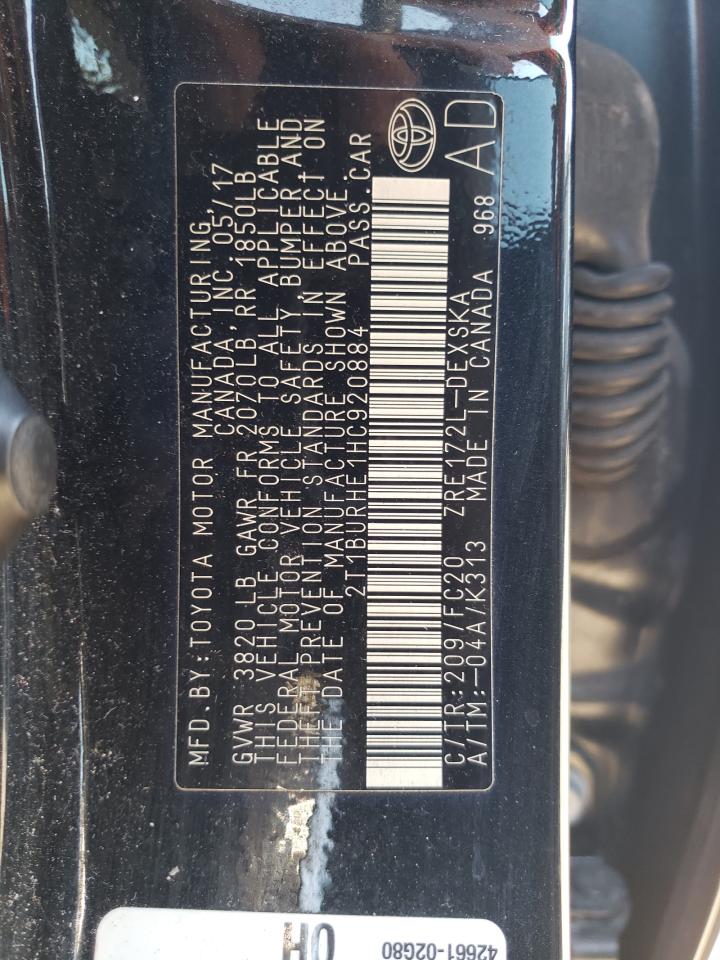 MFD.BY:TOYOTA MOTOR MANUFACTURING
CANADA,INC.05/17
GVWR 3820 LB GAWR FR 2070LB RR 1850LB
THIS VEHICLE CONFORMS TO ALL APPLICABLE
FEDERAL MOTOR VEHICLE SAFETY BUMPER AND
THEFT PREVENTION STANDARDS IN EFFECT ON
THE DATE OF MANUFACTURE SHOWN ABOVE.
2T1BURHE1HC920884 PASS.CAR
C/TR:209/FC20 ZRE172L-DEXSKA
A/TM:-04A/K313 MADE IN CANADA 968
AD
42661-02G80